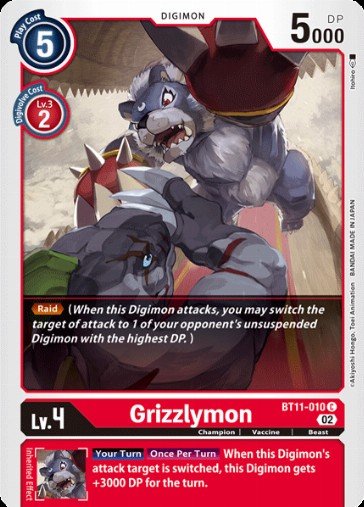 DIGIMON
Play Cost
5
DP
5000
Digivolve Cost
Lv.3
2
Itohiro
©Akiyoshi Hongo, Toei Animation BANDAI MADE IN JAPAN
Raid (When this Digimon attacks, you may switch the
target of attack to 1 of your opponent's unsuspended
Digimon with the highest DP. )
BT11-010 C
Lv.4
Grizzlymon
02
Champion | Vaccine | Beast
Inherited Effect
Your Turn Once Per Turn When this Digimon's
attack target is switched, this Digimon gets
+3000 DP for the turn.